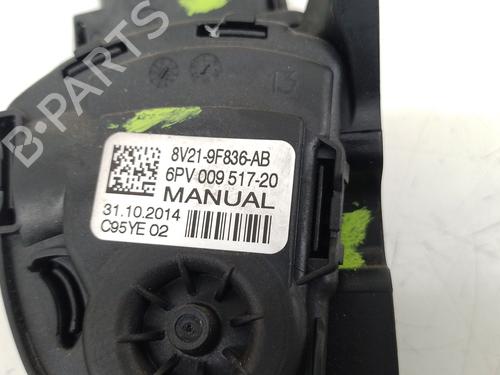 B-PARTS
13
8V21-9F836-AB
6PV 009 517-20
MANUAL
31.10.2014
C95YE 02